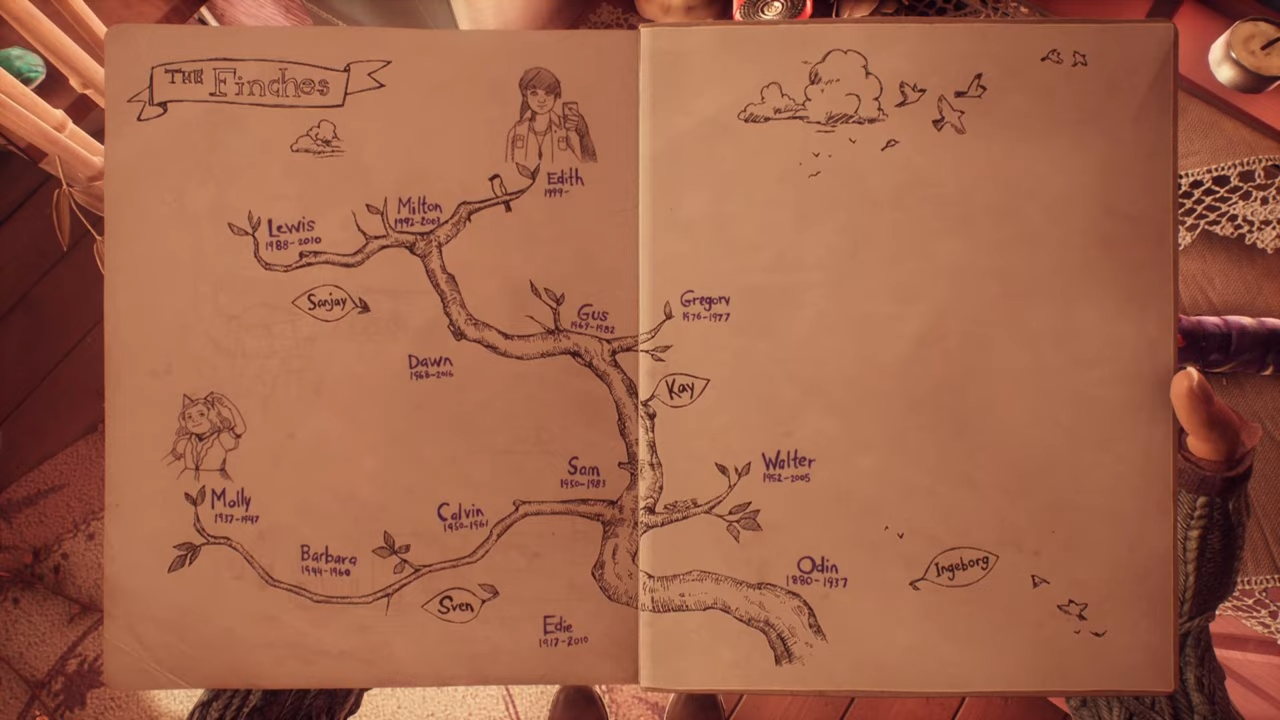 THE Finches
Edith
1999-
Milton
1992-2003
Lewis
1988-2010
Sanjay
Gus
1969-1982
Gregory
1976-1977
Dawn
1968-2016
Kay
Sam
1950-1983
Walter
1952-2005
Molly
1937-1947
Calvin
1950-1961
Barbara
1944-1960
Sven
Odin
1880-1937
Ingeborg
Edie
1917-2010